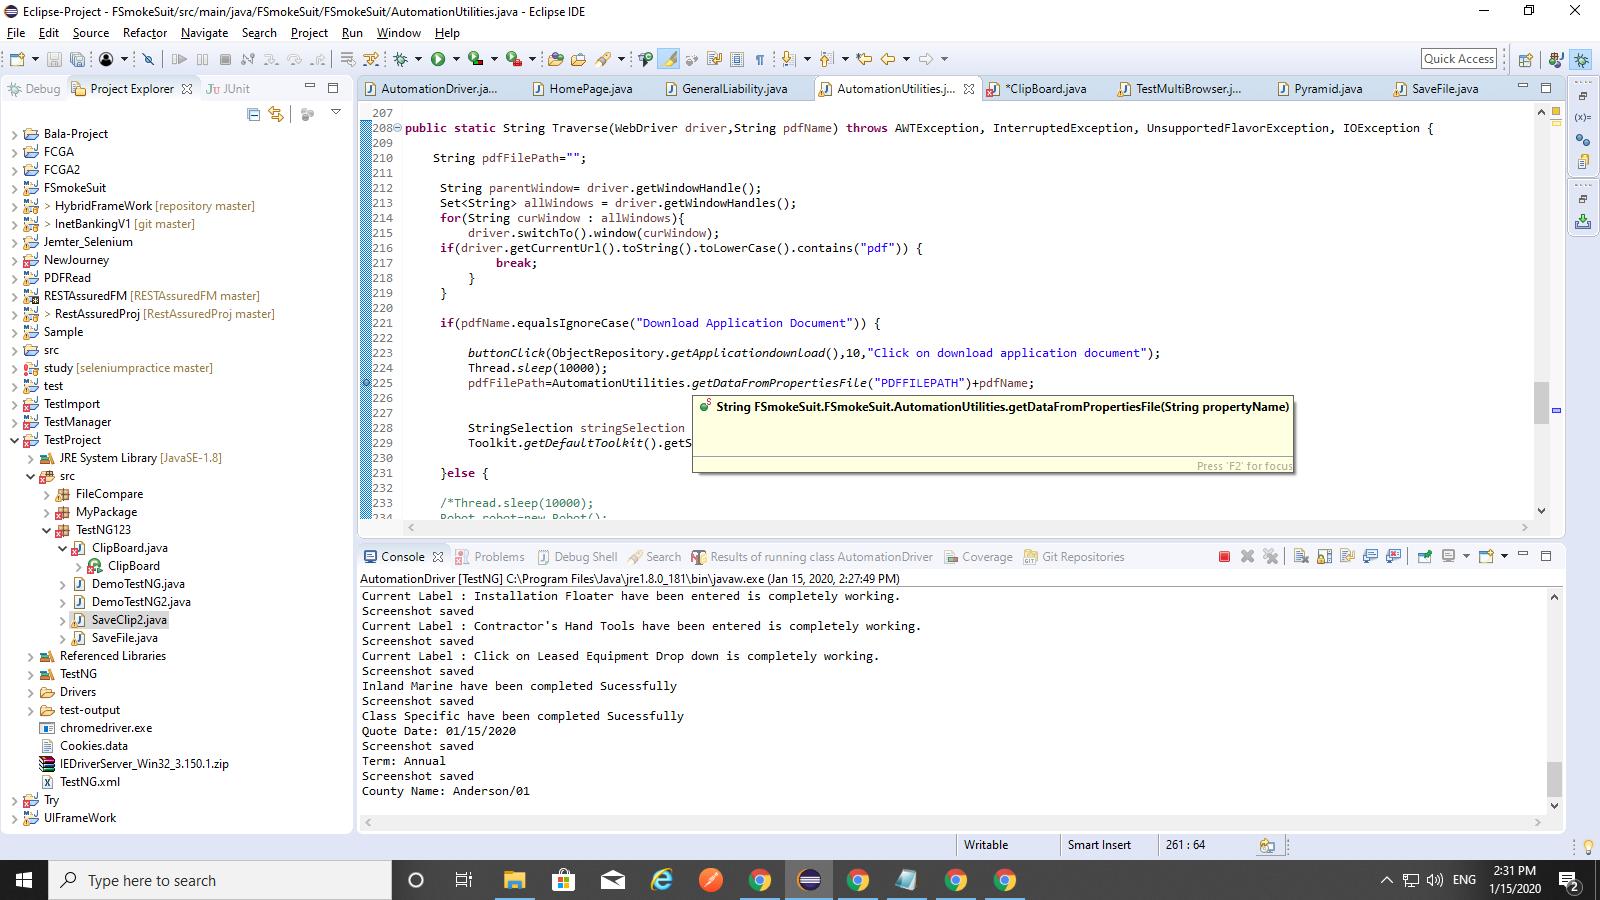 Eclipse-Project - FSmokeSuit/src/main/java/FSmokeSuit/FSmokeSuit/AutomationUtilities.java - Eclipse IDE
File Edit Source Refactor Navigate Search Project Run Window Help
Quick Access
Debug Project Explorer JUnit
AutomationDriver.ja... HomePage.java GeneralLiability.java AutomationUtilities.j... *ClipBoard.java TestMultiBrowser.j... Pyramid.java SaveFile.java
Bala-Project
FCGA
FCGA2
FSmokeSuit
> HybridFrameWork [repository master]
> InetBankingV1 [git master]
Jemter_Selenium
NewJourney
PDFRead
RESTAssuredFM [RESTAssuredFM master]
> RestAssuredProj [RestAssuredProj master]
Sample
src
study [seleniumpractice master]
test
TestImport
TestManager
TestProject
JRE System Library [JavaSE-1.8]
src
FileCompare
MyPackage
TestNG123
ClipBoard.java
ClipBoard
DemoTestNG.java
DemoTestNG2.java
SaveClip2.java
SaveFile.java
Referenced Libraries
TestNG
Drivers
test-output
chromedriver.exe
Cookies.data
IEDriverServer_Win32_3.150.1.zip
TestNG.xml
Try
UIFrameWork
207
208 public static String Traverse(WebDriver driver,String pdfName) throws AWTException, InterruptedException, UnsupportedFlavorException, IOException {
209
210 String pdfFilePath="";
211
212 String parentWindow= driver.getWindowHandle();
213 Set<String> allWindows = driver.getWindowHandles();
214 for(String curWindow : allWindows){
215 driver.switchTo().window(curWindow);
216 if(driver.getCurrentUrl().toString().toLowerCase().contains("pdf")) {
217 break;
218 }
219 }
220
221 if(pdfName.equalsIgnoreCase("Download Application Document")) {
222
223 buttonClick(ObjectRepository.getApplicationdownload(),10,"Click on download application document");
224 Thread.sleep(10000);
225 pdfFilePath=AutomationUtilities.getDataFromPropertiesFile("PDFFILEPATH")+pdfName;
226
227
228 StringSelection stringSelection
229 Toolkit.getDefaultToolkit().getS
230
231 }else {
232
233 /*Thread.sleep(10000);
234 Robot robot=new Robot();
String FSmokeSuit.FSmokeSuit.AutomationUtilities.getDataFromPropertiesFile(String propertyName)
Press 'F2' for focus
Console Problems Debug Shell Search Results of running class AutomationDriver Coverage Git Repositories
AutomationDriver [TestNG] C:\Program Files\Java\jre1.8.0_181\bin\javaw.exe (Jan 15, 2020, 2:27:49 PM)
Current Label : Installation Floater have been entered is completely working.
Screenshot saved
Current Label : Contractor's Hand Tools have been entered is completely working.
Screenshot saved
Current Label : Click on Leased Equipment Drop down is completely working.
Screenshot saved
Inland Marine have been completed Sucessfully
Screenshot saved
Class Specific have been completed Sucessfully
Quote Date: 01/15/2020
Screenshot saved
Term: Annual
Screenshot saved
County Name: Anderson/01
Writable Smart Insert 261 : 64
Type here to search
ENG
2:31 PM
1/15/2020
2